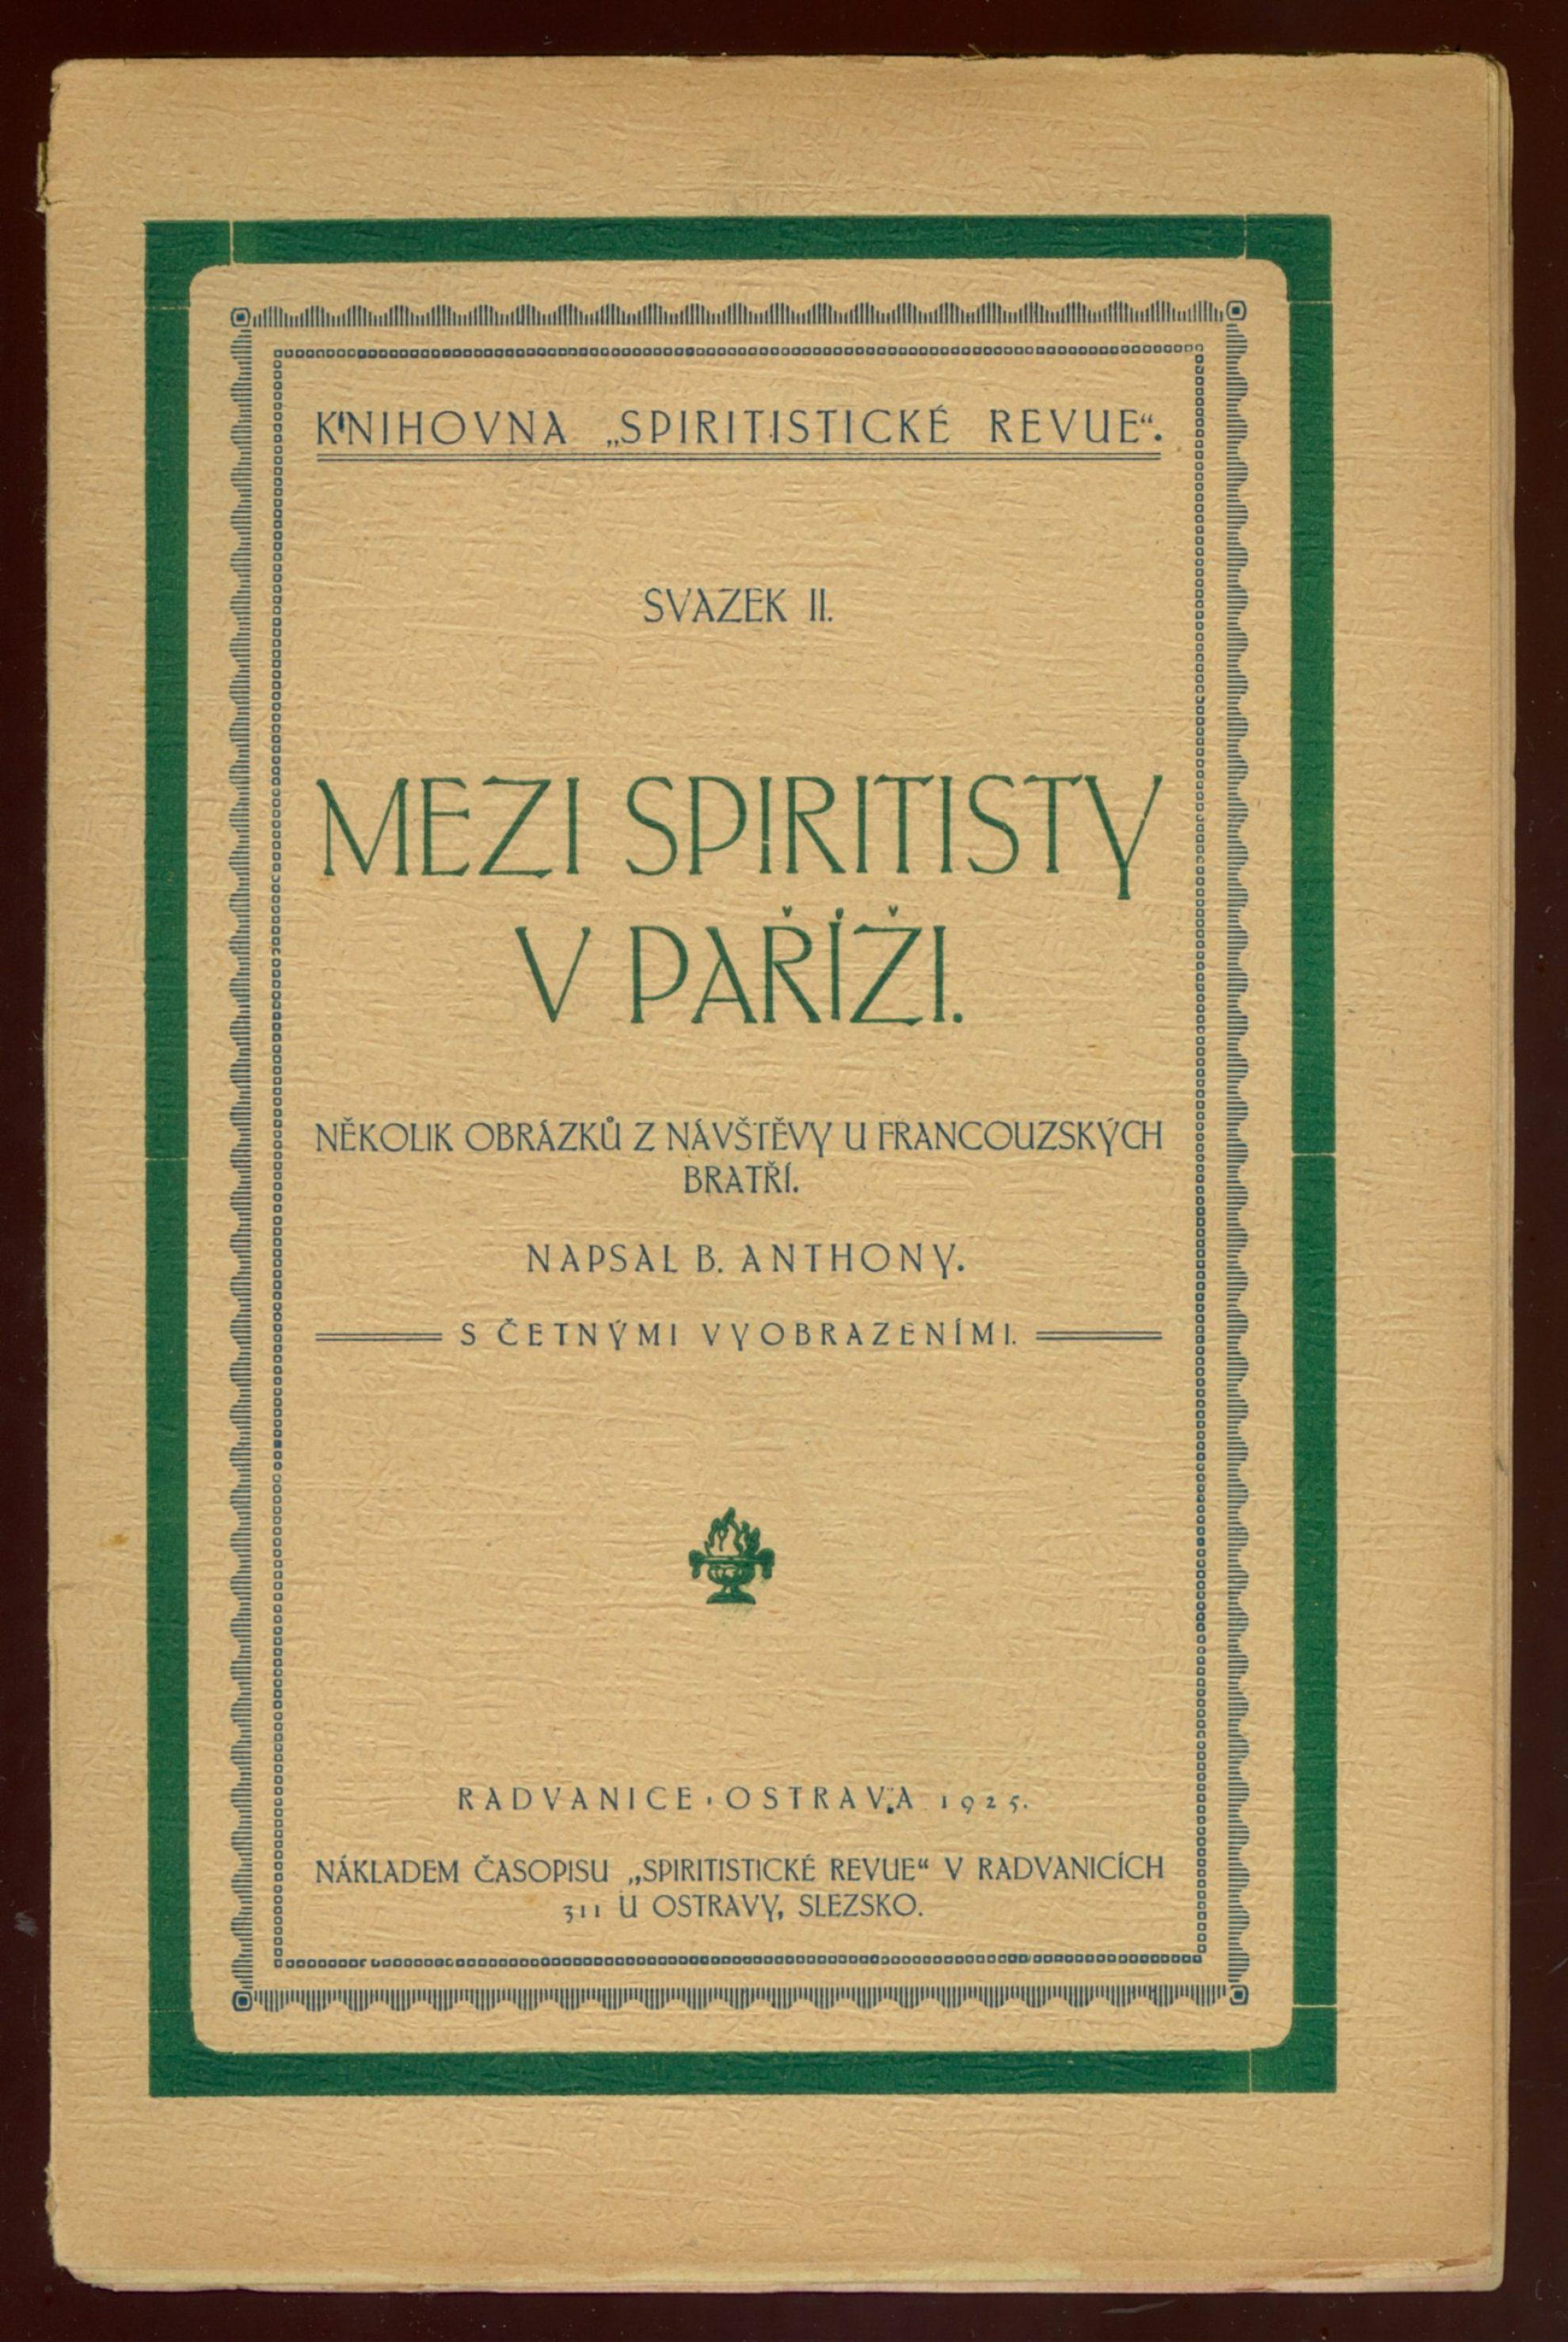 KNIHOVNA „SPIRITISTICKÉ REVUE“.
SVAZEK II.
MEZI SPIRITISTY
V PAŘÍŽI.
NĚKOLIK OBRÁZKŮ Z NÁVŠTĚVY U FRANCOUZSKÝCH
BRATŘÍ.
NAPSAL B. ANTHONY.
S ČETNÝMI VYOBRAZENÍMI.
RADVANICE-OSTRAVA 1925.
NÁKLADEM ČASOPISU „SPIRITISTICKÉ REVUE“ V RADVANICÍCH
311 U OSTRAVY, SLEZSKO.